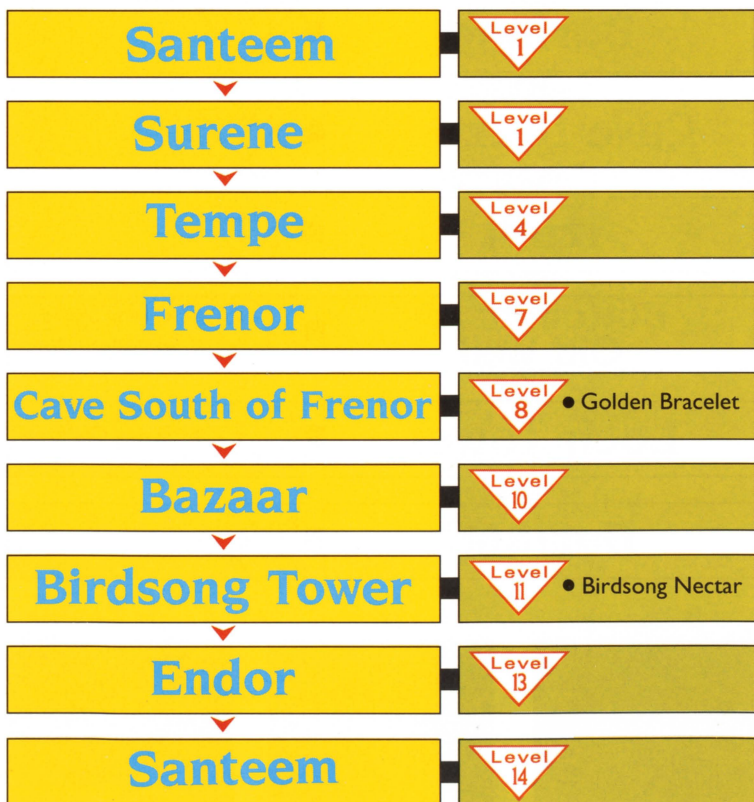 Santeem
Level
1
Surene
Level
1
Tempe
Level
4
Frenor
Level
7
Cave South of Frenor
Level
8
• Golden Bracelet
Bazaar
Level
10
Birdsong Tower
Level
11
• Birdsong Nectar
Endor
Level
13
Santeem
Level
14